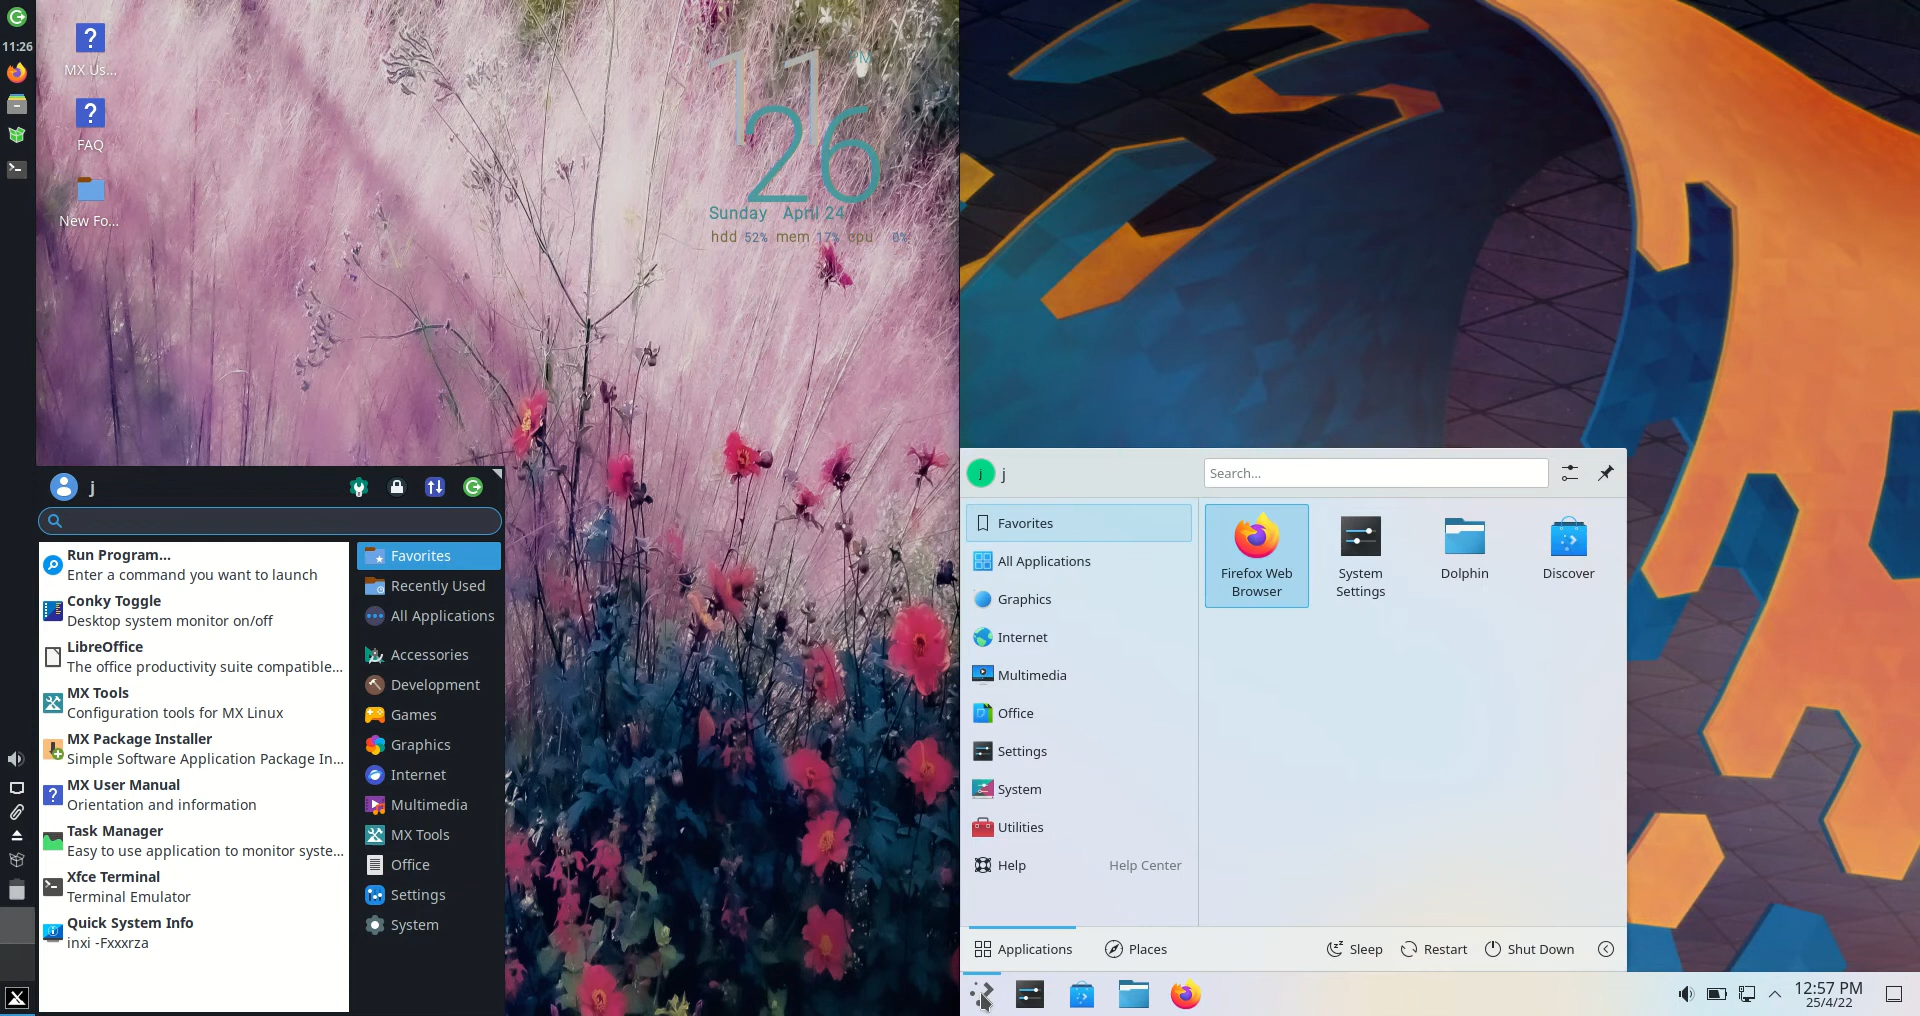 11:26
MX Us...
FAQ
New Fo...
11
PM
26
Sunday April 24
hdd 52% mem 17% cpu 0%
j
Run Program...
Enter a command you want to launch
Conky Toggle
Desktop system monitor on/off
LibreOffice
The office productivity suite compatible...
MX Tools
Configuration tools for MX Linux
MX Package Installer
Simple Software Application Package In...
MX User Manual
Orientation and information
Task Manager
Easy to use application to monitor syste...
Xfce Terminal
Terminal Emulator
Quick System Info
inxi -Fxxxrza
Favorites
Recently Used
All Applications
Accessories
Development
Games
Graphics
Internet
Multimedia
MX Tools
Office
Settings
System
j
j
Search...
Favorites
All Applications
Graphics
Internet
Multimedia
Office
Settings
System
Utilities
Help
Help Center
Firefox Web
Browser
System
Settings
Dolphin
Discover
Applications
Places
Sleep
Restart
Shut Down
12:57 PM
25/4/22